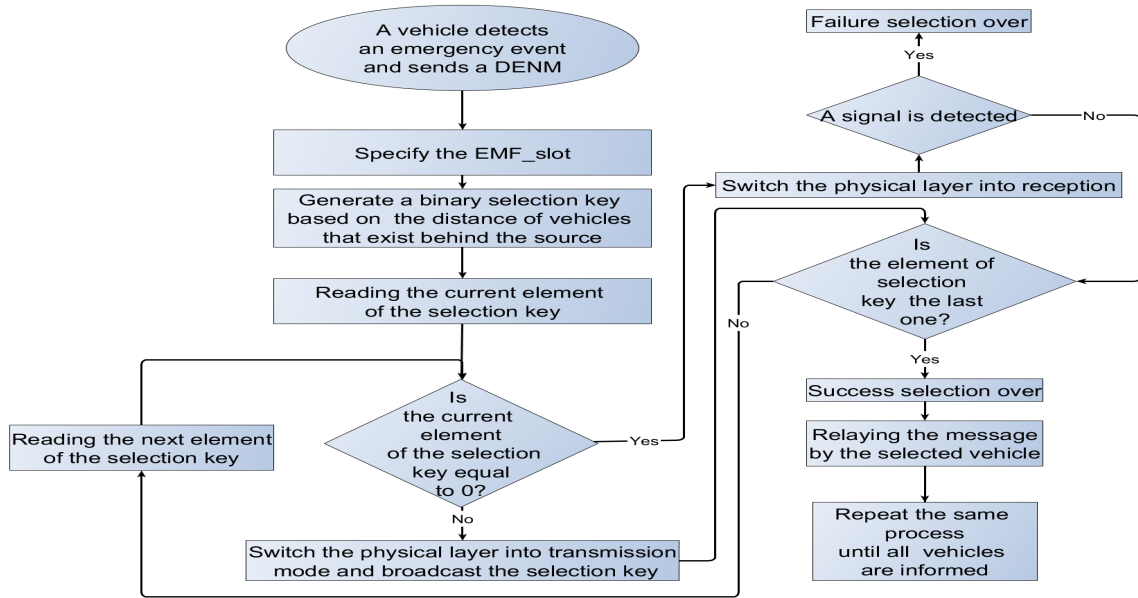 A vehicle detects
an emergency event
and sends a DENM
Specify the EMF_slot
Generate a binary selection key
based on the distance of vehicles
that exist behind the source
Reading the current element
of the selection key
Is
the current
element
of the selection
key equal
to 0?
Yes
No
Reading the next element
of the selection key
Switch the physical layer into transmission
mode and broadcast the selection key
Failure selection over
Yes
A signal is detected
No
Switch the physical layer into reception
Is
the element of
selection
key the last
one?
No
Yes
Success selection over
Relaying the message
by the selected vehicle
Repeat the same
process
until all vehicles
are informed